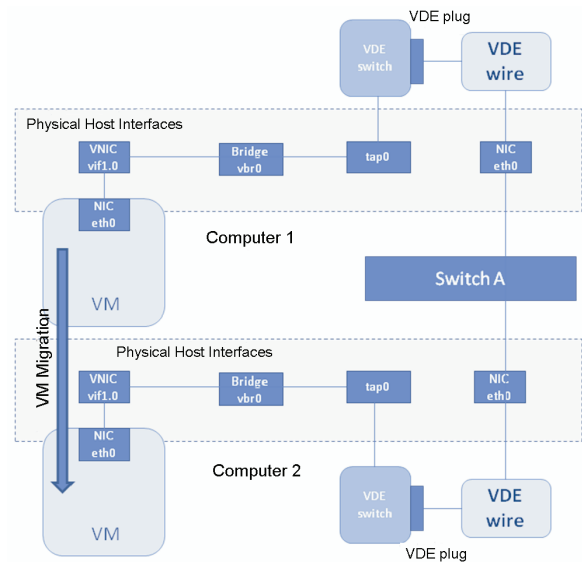 VDE plug
VDE
switch
VDE
wire
Physical Host Interfaces
VNIC
vif1.0
Bridge
vbr0
tap0
NIC
eth0
NIC
eth0
Computer 1
VM
Switch A
VM Migration
Physical Host Interfaces
VNIC
vif1.0
Bridge
vbr0
tap0
NIC
eth0
NIC
eth0
Computer 2
VM
VDE
switch
VDE
wire
VDE plug